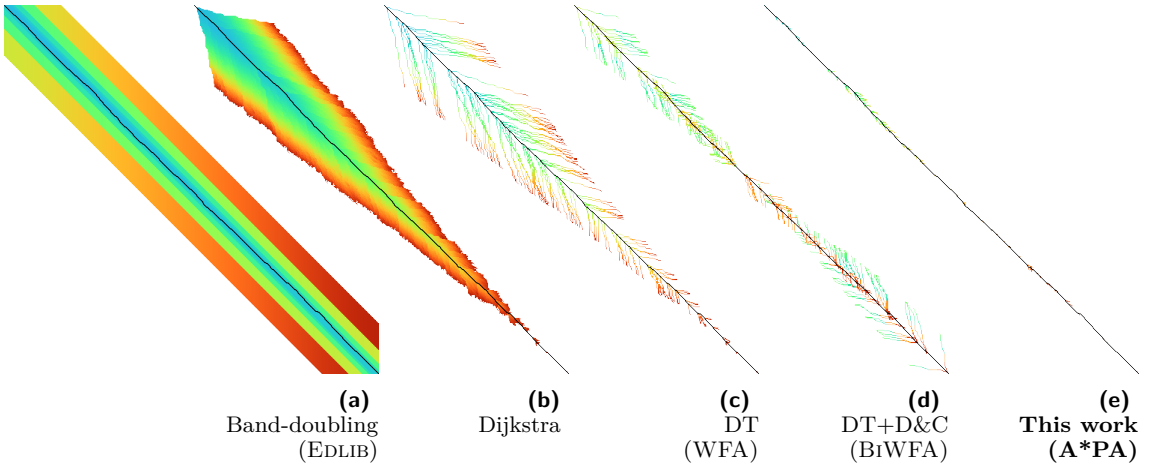 (a)
Band-doubling
(EDLIB)
(b)
Dijkstra
(c)
DT
(WFA)
(d)
DT+D&C
(BIWFA)
(e)
This work
(A*PA)